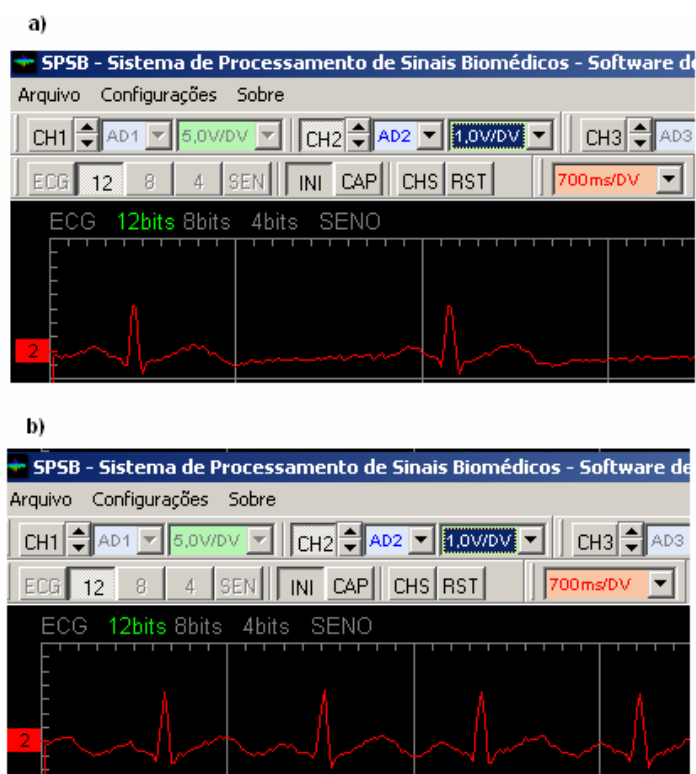 a)
SPSB - Sistema de Processamento de Sinais Biomédicos - Software de
Arquivo Configurações Sobre
CH1 AD1 5,0V/DV CH2 AD2 1,0V/DV CH3 AD3
ECG 12 8 4 SEN INI CAP CHS RST 700ms/DV
ECG 12bits 8bits 4bits SENO
2
b)
SPSB - Sistema de Processamento de Sinais Biomédicos - Software de
Arquivo Configurações Sobre
CH1 AD1 5,0V/DV CH2 AD2 1,0V/DV CH3 AD3
ECG 12 8 4 SEN INI CAP CHS RST 700ms/DV
ECG 12bits 8bits 4bits SENO
2